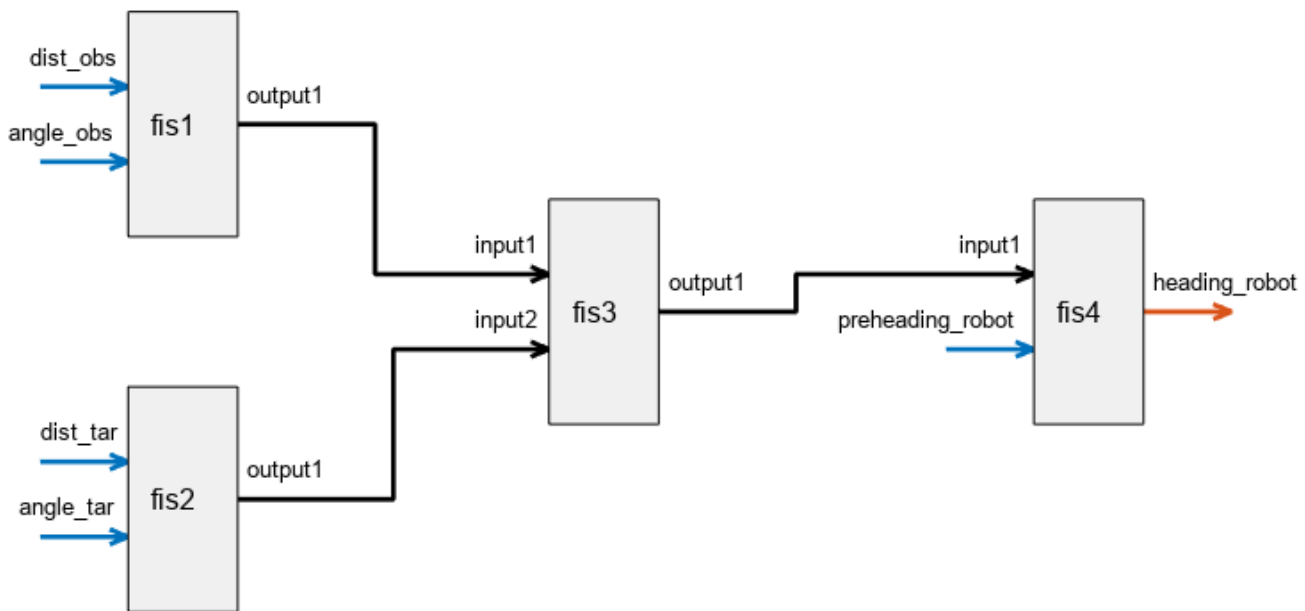 dist_obs
output1
fis1
angle_obs
input1
input1
heading_robot
output1
fis3
fis4
input2
preheading_robot
dist_tar
output1
fis2
angle_tar